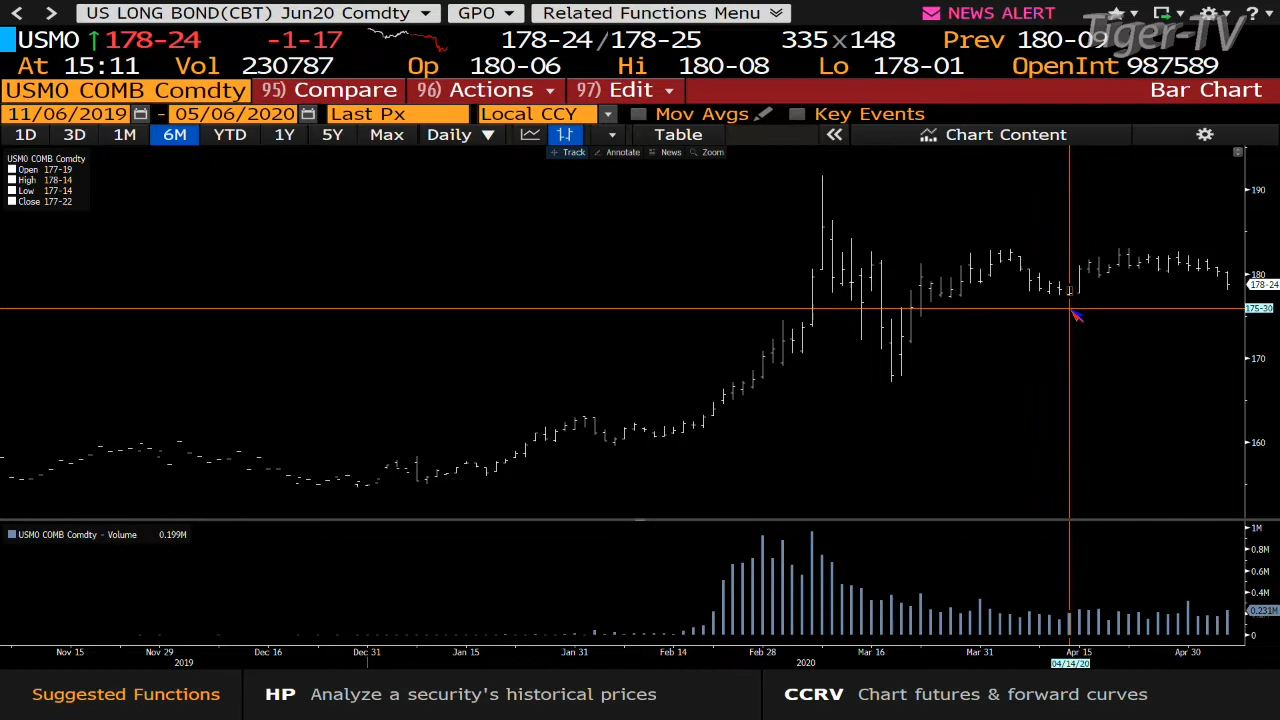 < > US LONG BOND(CBT) Jun20 Comdty GPO Related Functions Menu NEWS ALERT ?
USM0 ↑178-24 -1-17 178-24/178-25 335x148 Prev 180-09
Tiger-TV
At 15:11 Vol 230787 Op 180-06 Hi 180-08 Lo 178-01 OpenInt 987589
USM0 COMB Comdty 95) Compare 96) Actions 97) Edit Bar Chart
11/06/2019 - 05/06/2020 Last Px Local CCY Mov Avgs Key Events
1D 3D 1M 6M YTD 1Y 5Y Max Daily ▼ Table « Chart Content
Track Annotate News Zoom
USM0 COMB Comdty
Open 177-19
High 178-14
Low 177-14
Close 177-22
190
180
178-24
175-30
170
160
USM0 COMB Comdty - Volume 0.199M
1M
0.8M
0.6M
0.4M
0.231M
0
Nov 15 Nov 29 Dec 16 Dec 31 Jan 15 Jan 31 Feb 14 Feb 28 Mar 16 Mar 31 Apr 15 Apr 30
2019 2020 04/14/20
Suggested Functions HP Analyze a security's historical prices CCRV Chart futures & forward curves